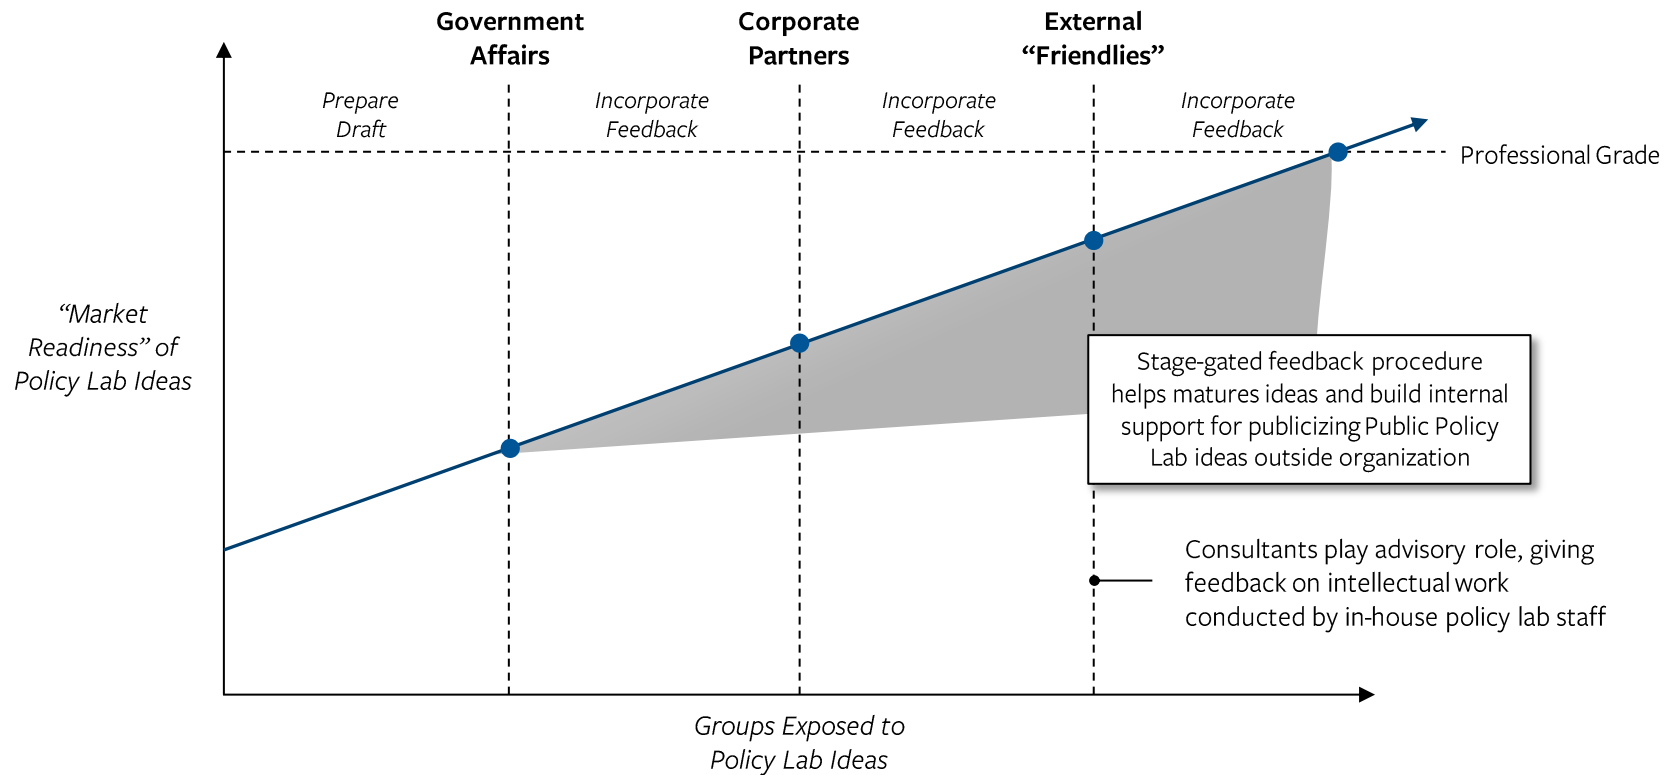 Government
Affairs
Corporate
Partners
External
“Friendlies”
Prepare
Draft
Incorporate
Feedback
Incorporate
Feedback
Incorporate
Feedback
Professional Grade
“Market
Readiness” of
Policy Lab Ideas
Stage-gated feedback procedure
helps matures ideas and build internal
support for publicizing Public Policy
Lab ideas outside organization
Consultants play advisory role, giving
feedback on intellectual work
conducted by in-house policy lab staff
Groups Exposed to
Policy Lab Ideas